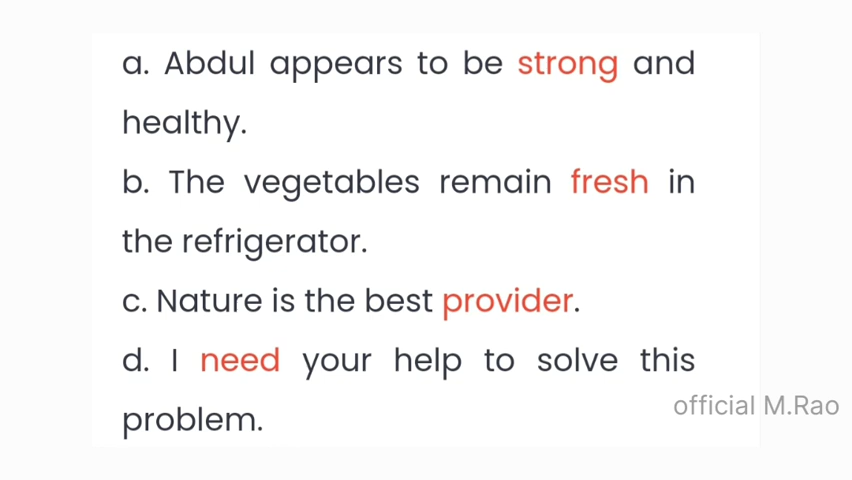 a. Abdul appears to be strong and
healthy.
b. The vegetables remain fresh in
the refrigerator.
c. Nature is the best provider.
d. I need your help to solve this
problem.
official M.Rao